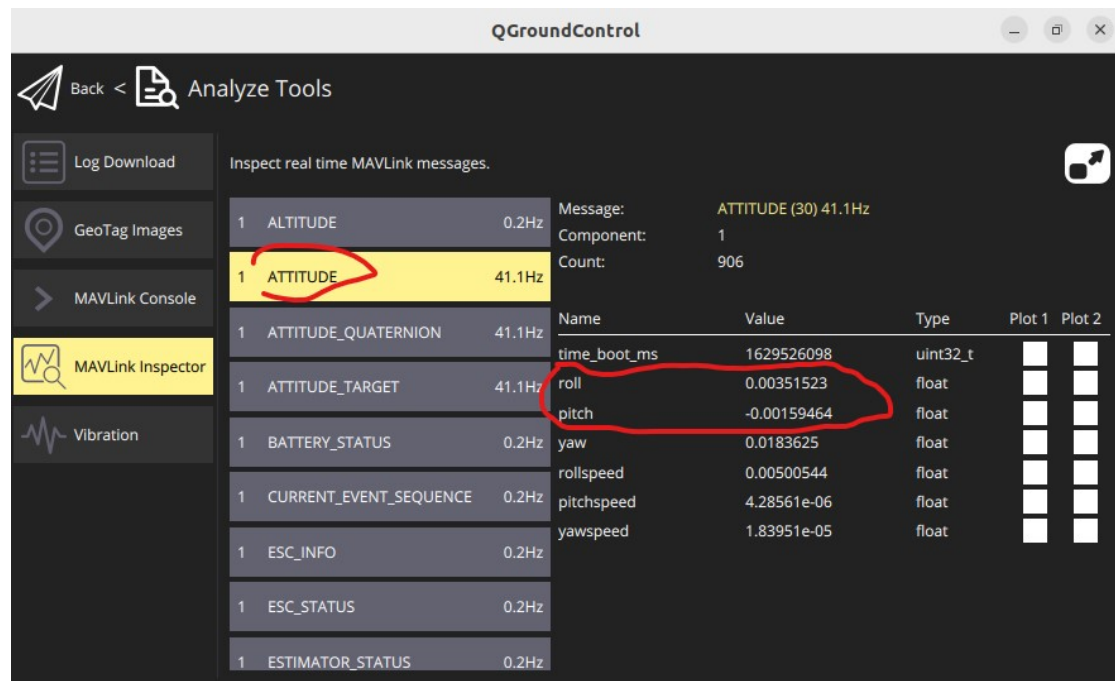 QGroundControl
Back < Analyze Tools
Log Download
GeoTag Images
MAVLink Console
MAVLink Inspector
Vibration
Inspect real time MAVLink messages.
1 ALTITUDE 0.2Hz
1 ATTITUDE 41.1Hz
1 ATTITUDE_QUATERNION 41.1Hz
1 ATTITUDE_TARGET 41.1Hz
1 BATTERY_STATUS 0.2Hz
1 CURRENT_EVENT_SEQUENCE 0.2Hz
1 ESC_INFO 0.2Hz
1 ESC_STATUS 0.2Hz
1 ESTIMATOR_STATUS 0.2Hz
Message: ATTITUDE (30) 41.1Hz
Component: 1
Count: 906
Name Value Type Plot 1 Plot 2
time_boot_ms 1629526098 uint32_t
roll 0.00351523 float
pitch -0.00159464 float
yaw 0.0183625 float
rollspeed 0.00500544 float
pitchspeed 4.28561e-06 float
yawspeed 1.83951e-05 float